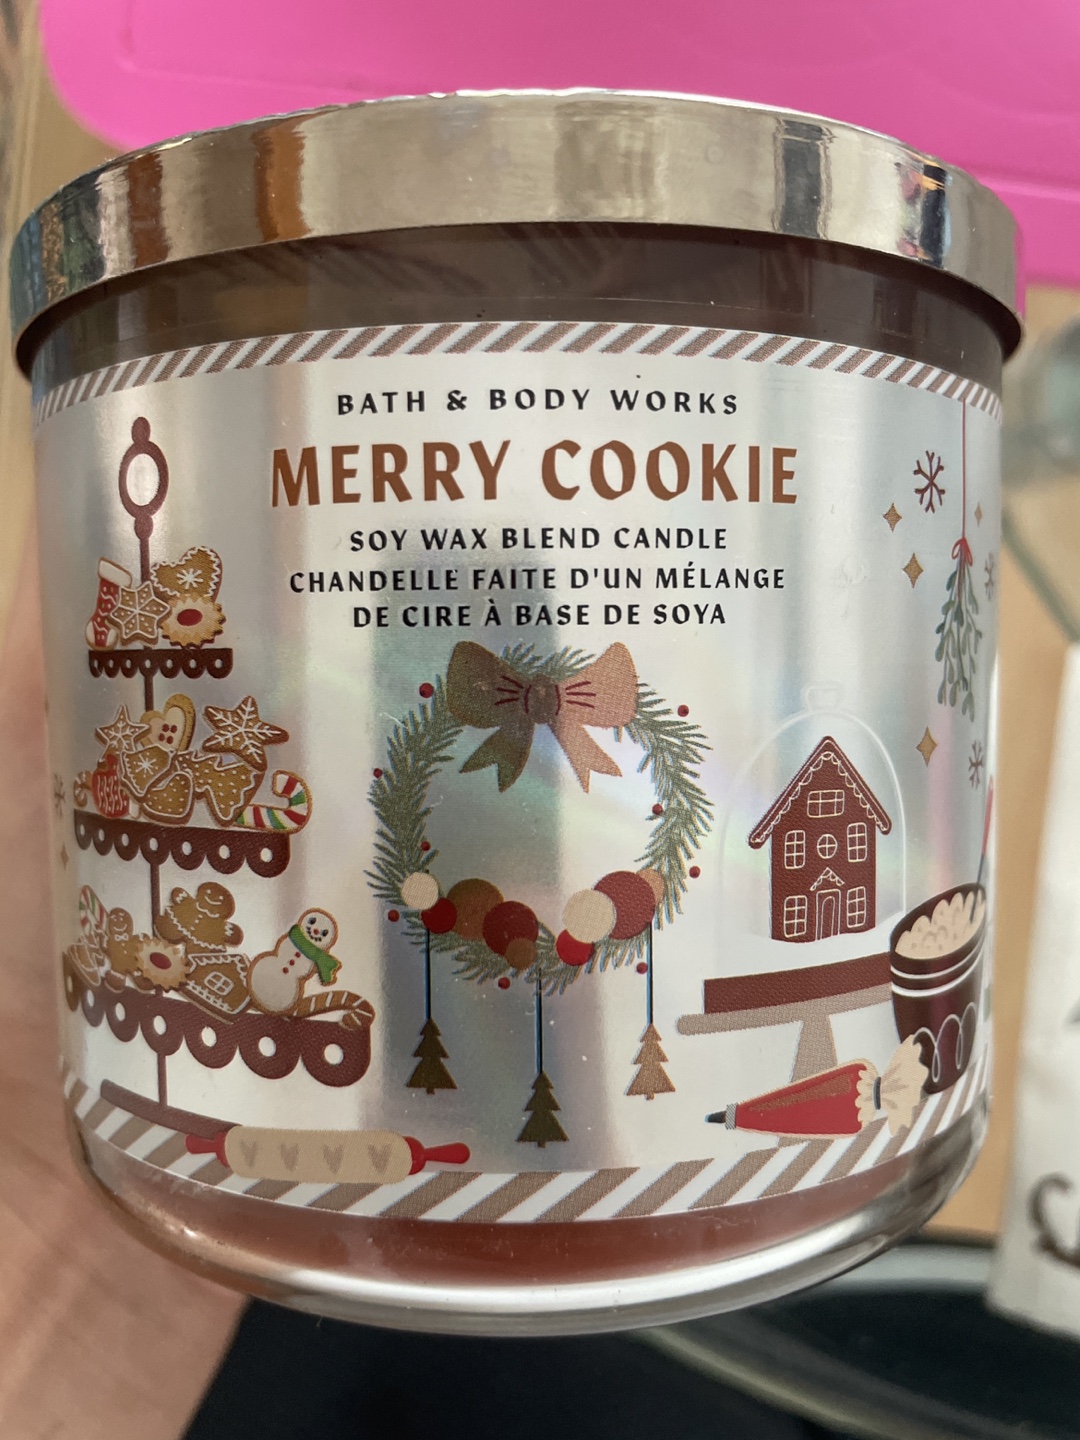 BATH & BODY WORKS
MERRY COOKIE
SOY WAX BLEND CANDLE
CHANDELLE FAITE D'UN MÉLANGE
DE CIRE À BASE DE SOYA